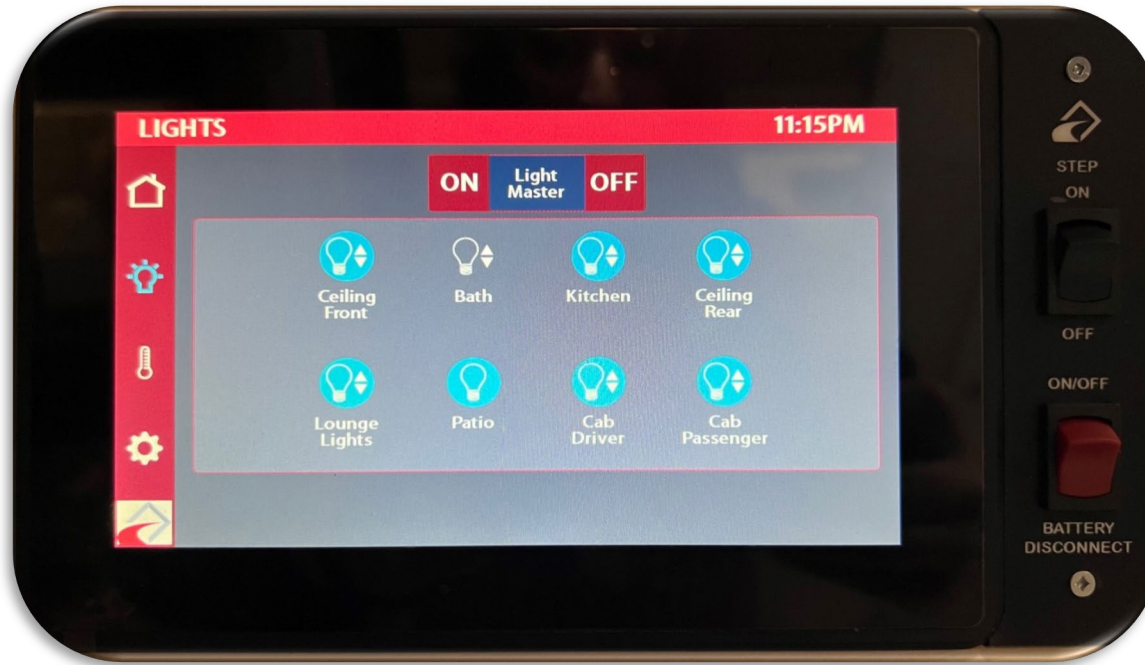 LIGHTS 11:15PM
ON Light Master OFF
Ceiling Front
Bath
Kitchen
Ceiling Rear
Lounge Lights
Patio
Cab Driver
Cab Passenger
STEP
ON
OFF
ON/OFF
BATTERY
DISCONNECT